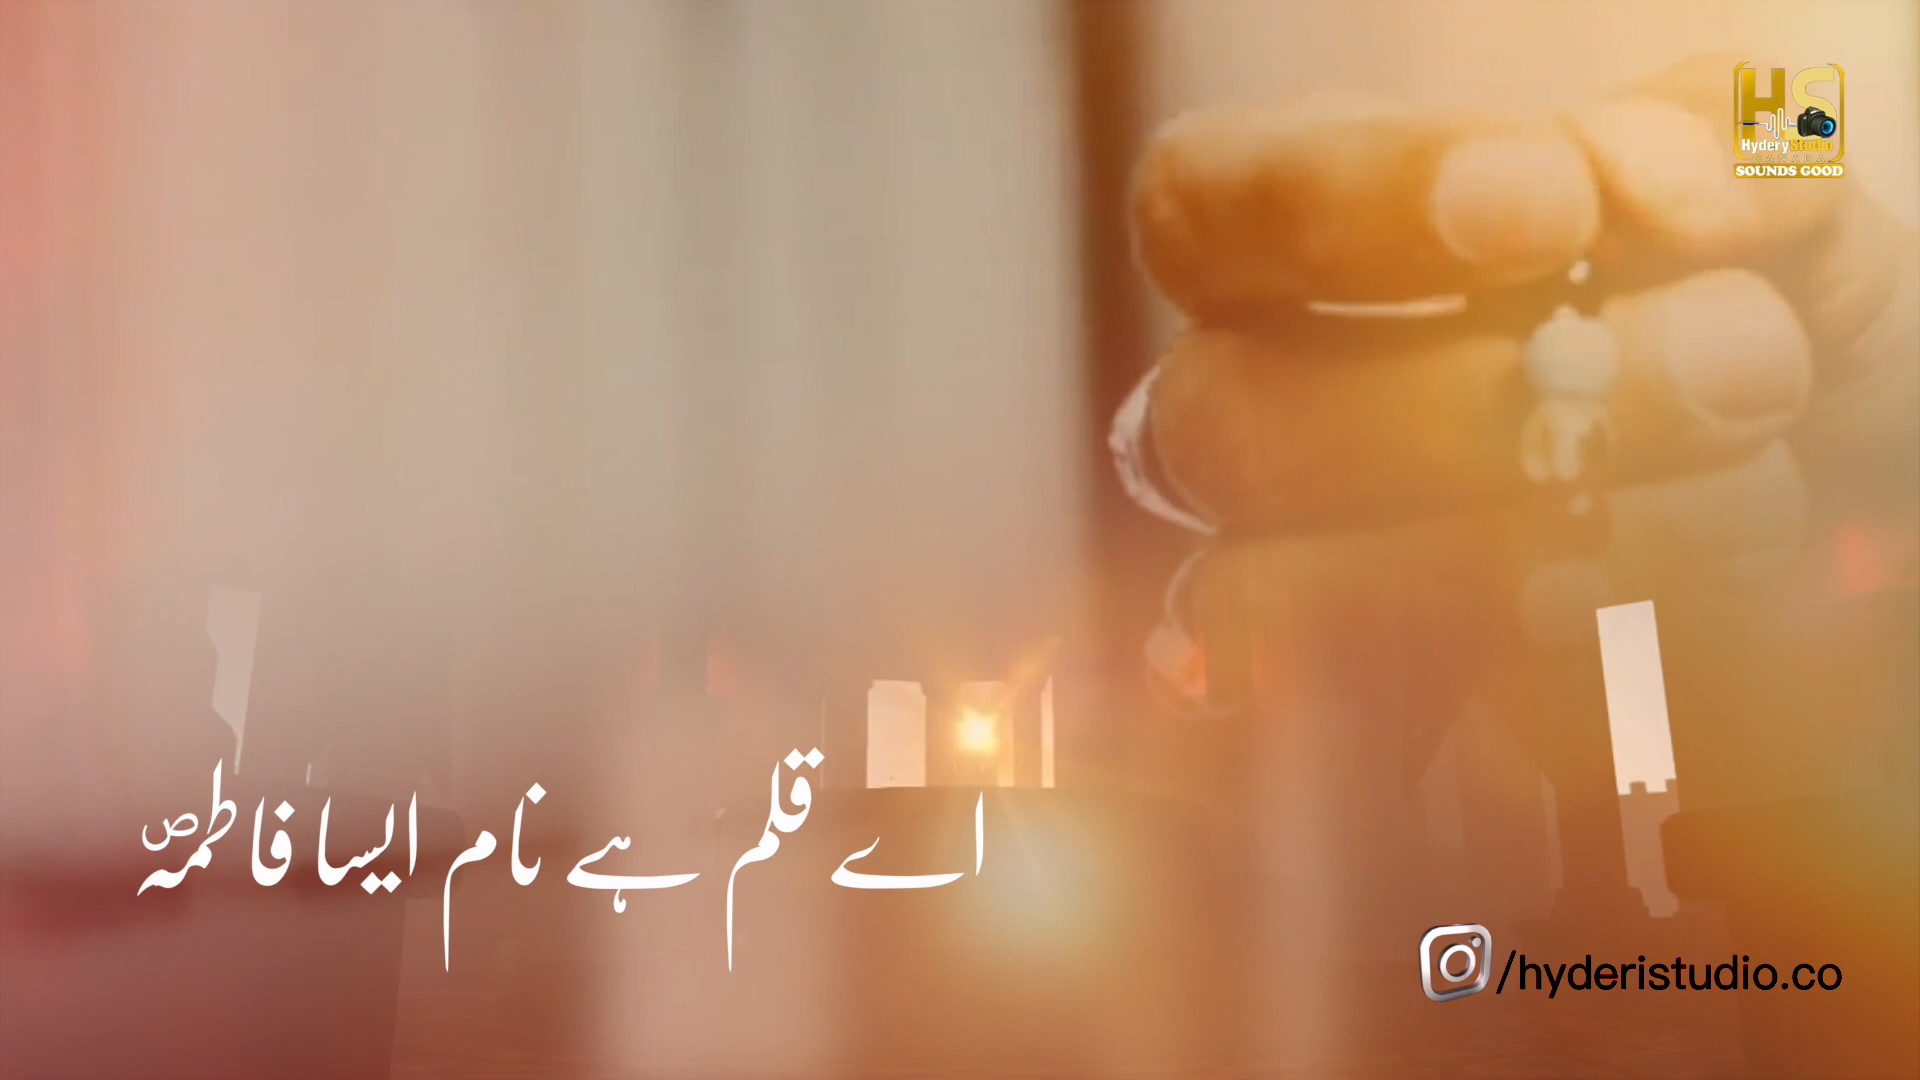 HS
Hydery Studio
CANADA
SOUNDS GOOD
اے قلم ہے نام ایسا فاطمہؐ ص
/hyderistudio.co